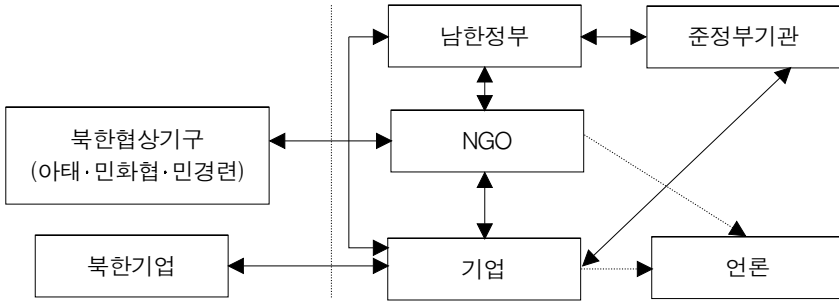 남한정부
준정부기관
북한협상기구
(아태·민화협·민경련)
NGO
북한기업
기업
언론